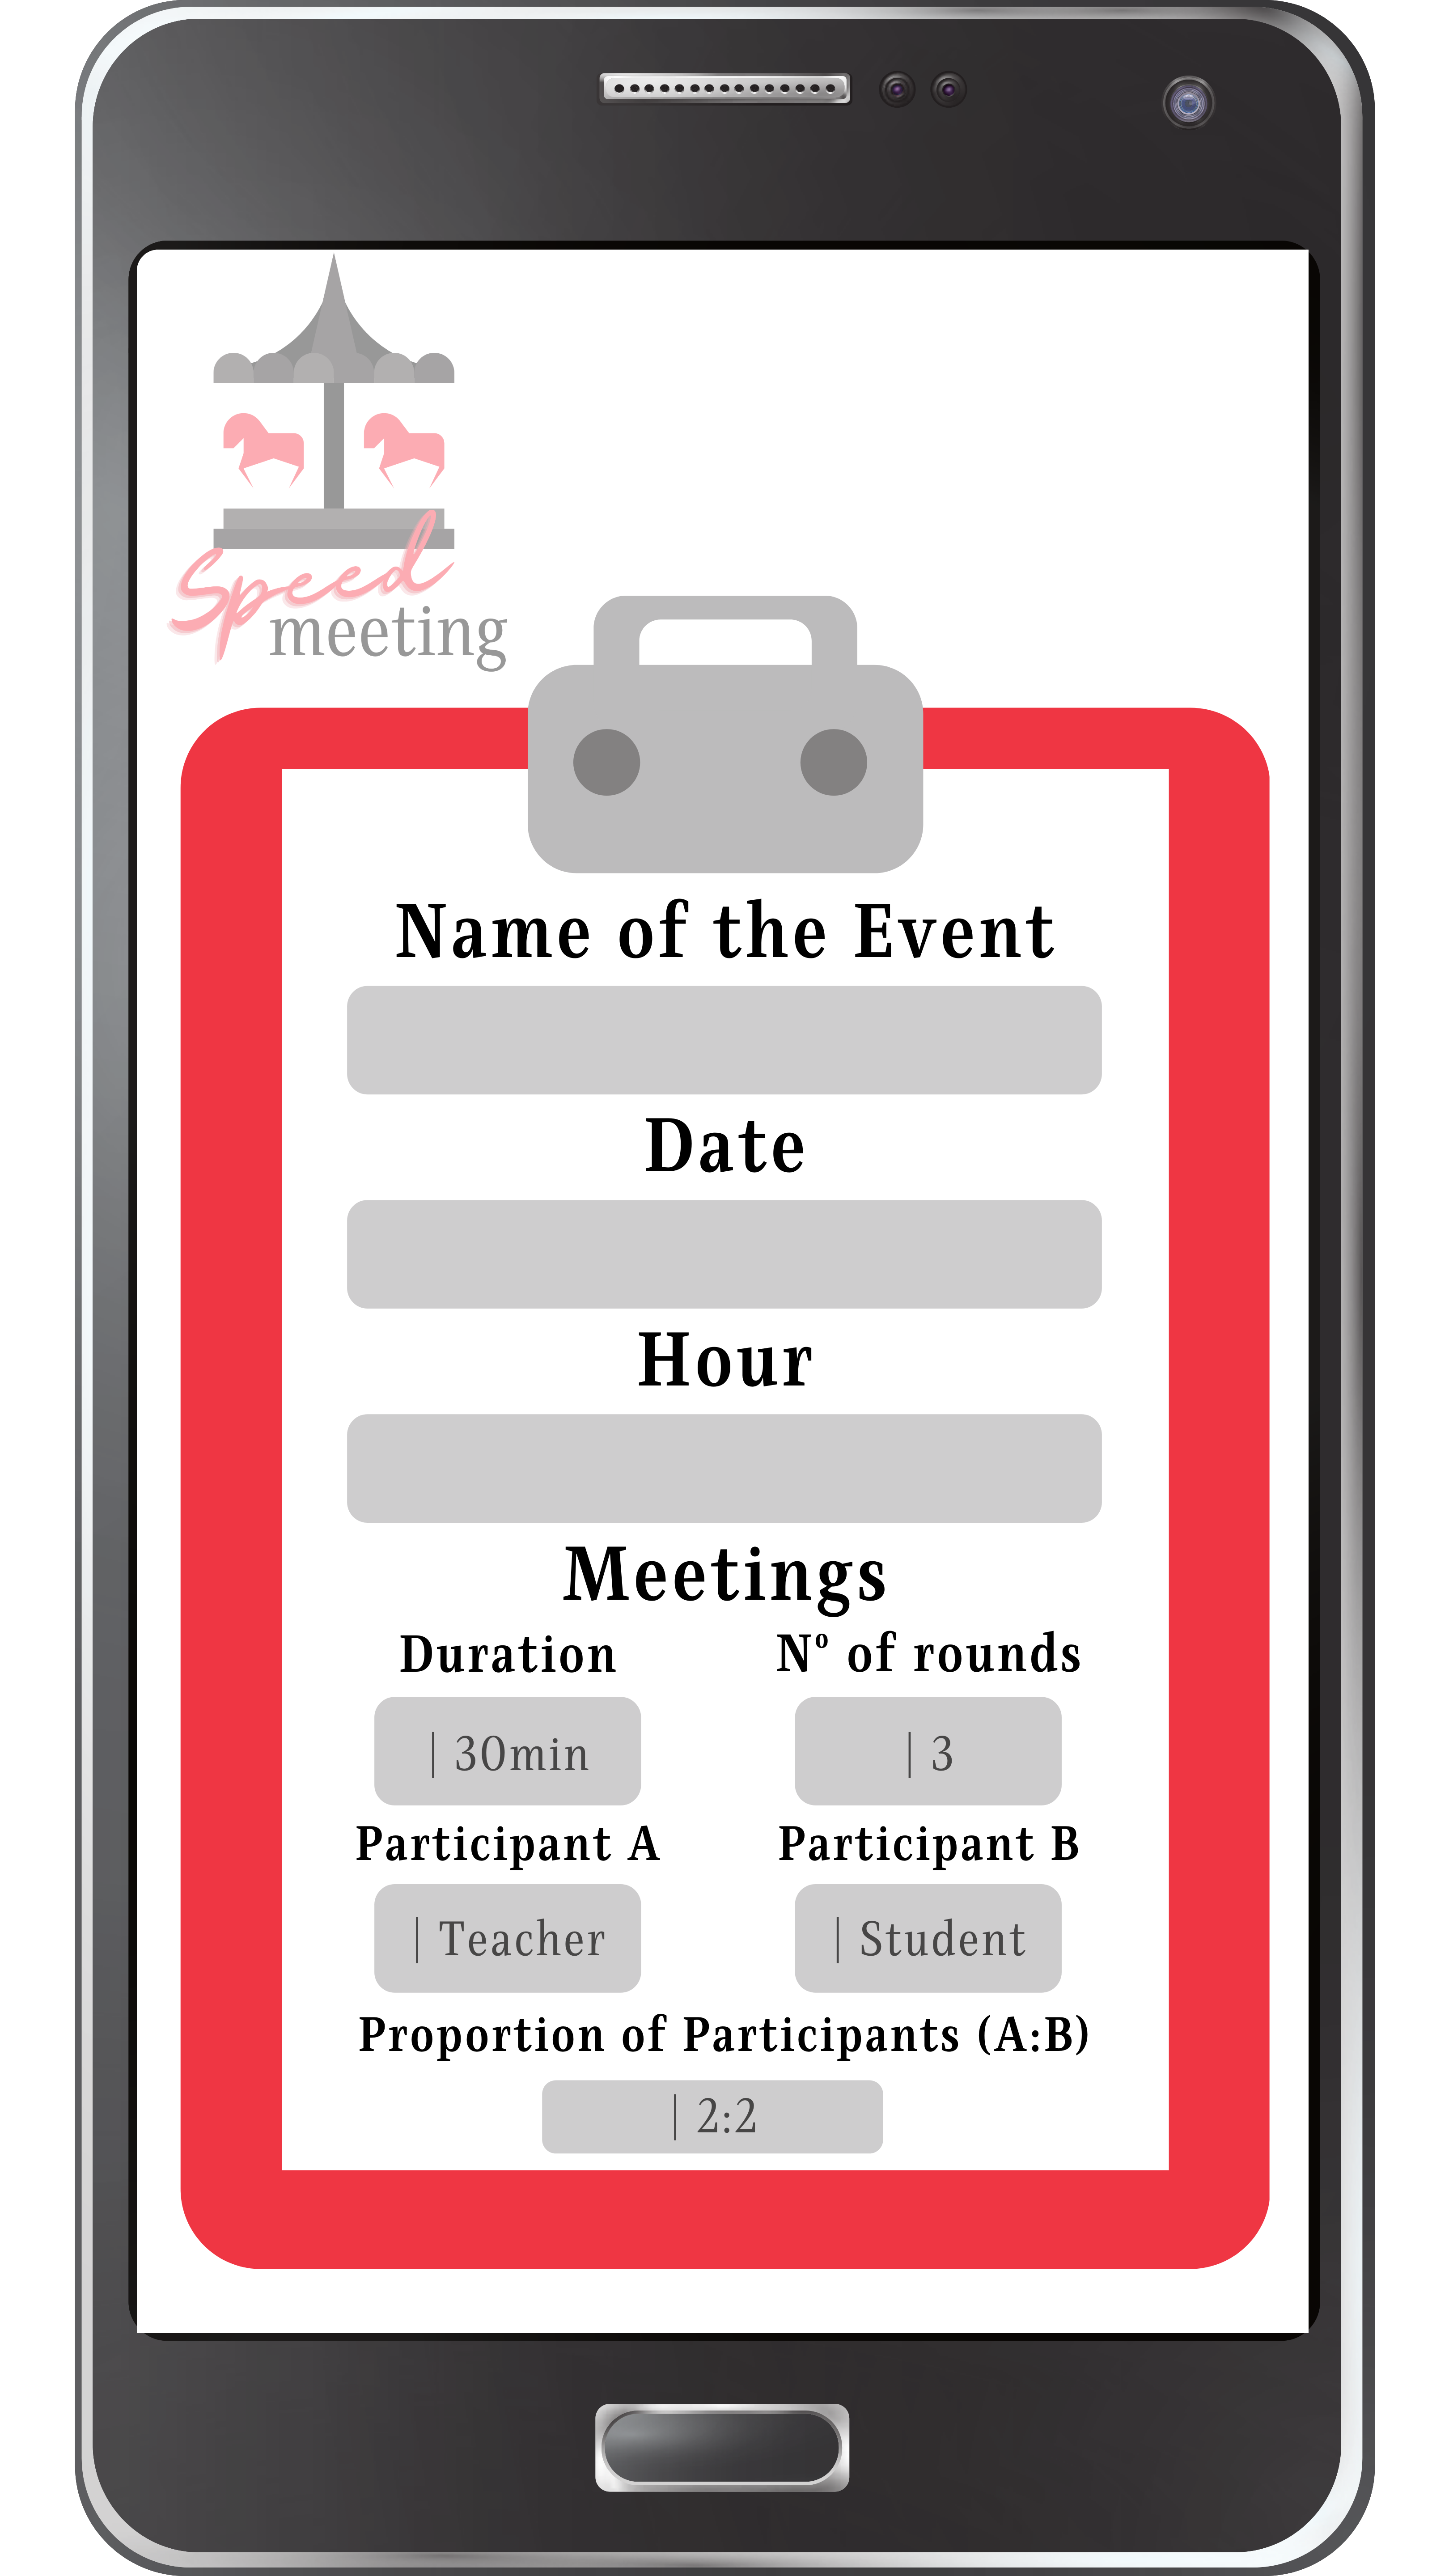 Speed
meeting
Name of the Event
Date
Hour
Meetings
Duration
Nº of rounds
| 30min
| 3
Participant A
Participant B
| Teacher
| Student
Proportion of Participants (A:B)
| 2:2